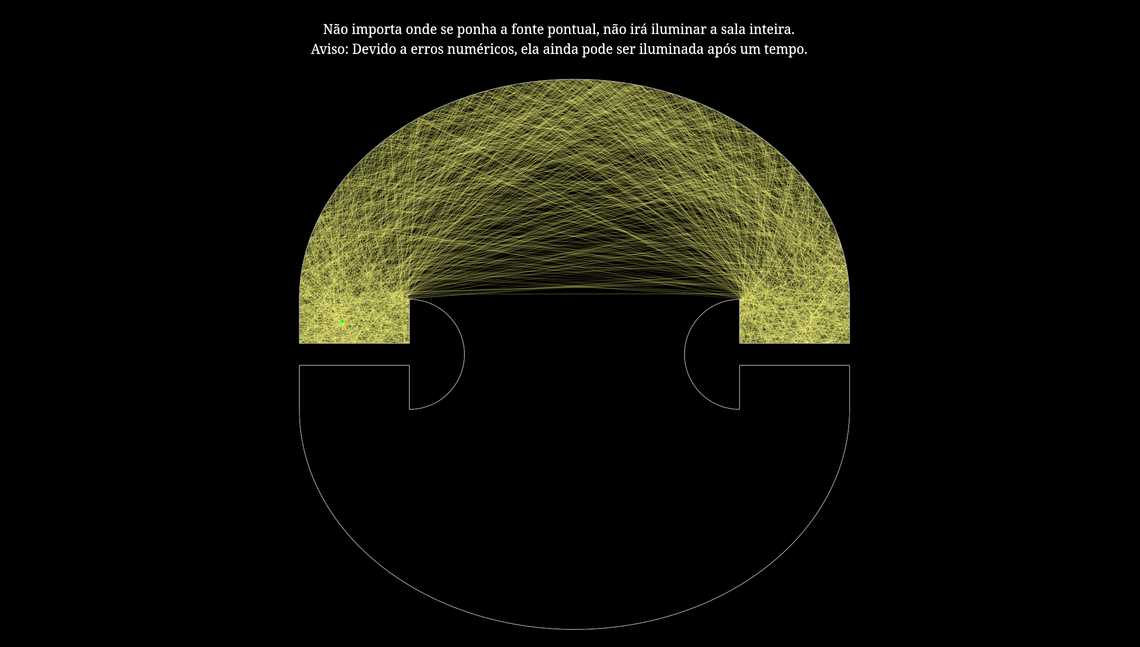 Não importa onde se ponha a fonte pontual, não irá iluminar a sala inteira.
Aviso: Devido a erros numéricos, ela ainda pode ser iluminada após um tempo.